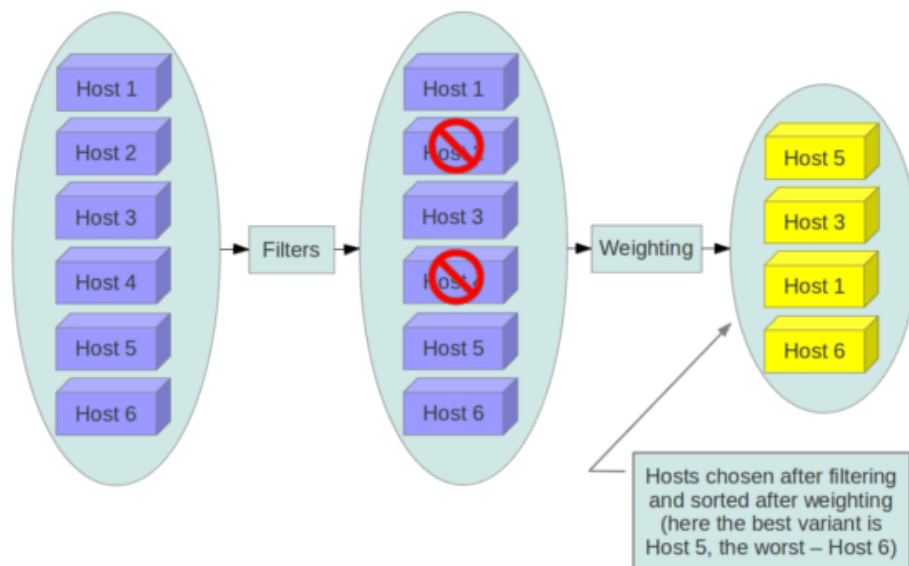 Host 1
Host 2
Host 3
Host 4
Host 5
Host 6
Filters
Host 1
Host 3
Host 5
Host 6
Weighting
Host 5
Host 3
Host 1
Host 6
Hosts chosen after filtering
and sorted after weighting
(here the best variant is
Host 5, the worst – Host 6)